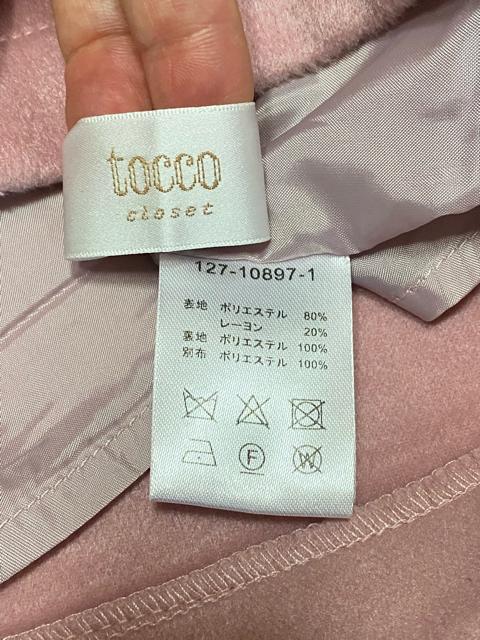 tocco
closet
127-10897-1
表地 ポリエステル 80%
レーヨン 20%
裏地 ポリエステル 100%
別布 ポリエステル 100%
F
W